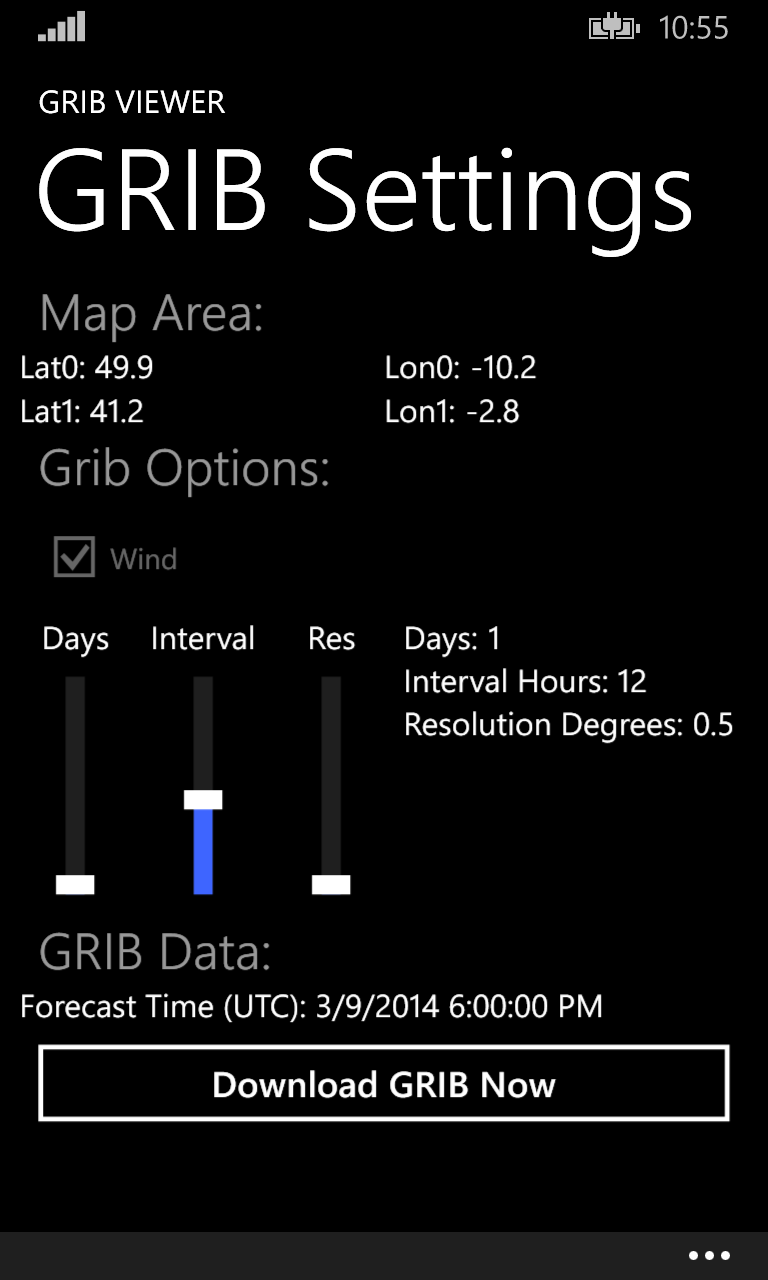 10:55
GRIB VIEWER
GRIB Settings
Map Area:
Lat0: 49.9 Lon0: -10.2
Lat1: 41.2 Lon1: -2.8
Grib Options:
Wind
Days Interval Res
Days: 1
Interval Hours: 12
Resolution Degrees: 0.5
GRIB Data:
Forecast Time (UTC): 3/9/2014 6:00:00 PM
Download GRIB Now